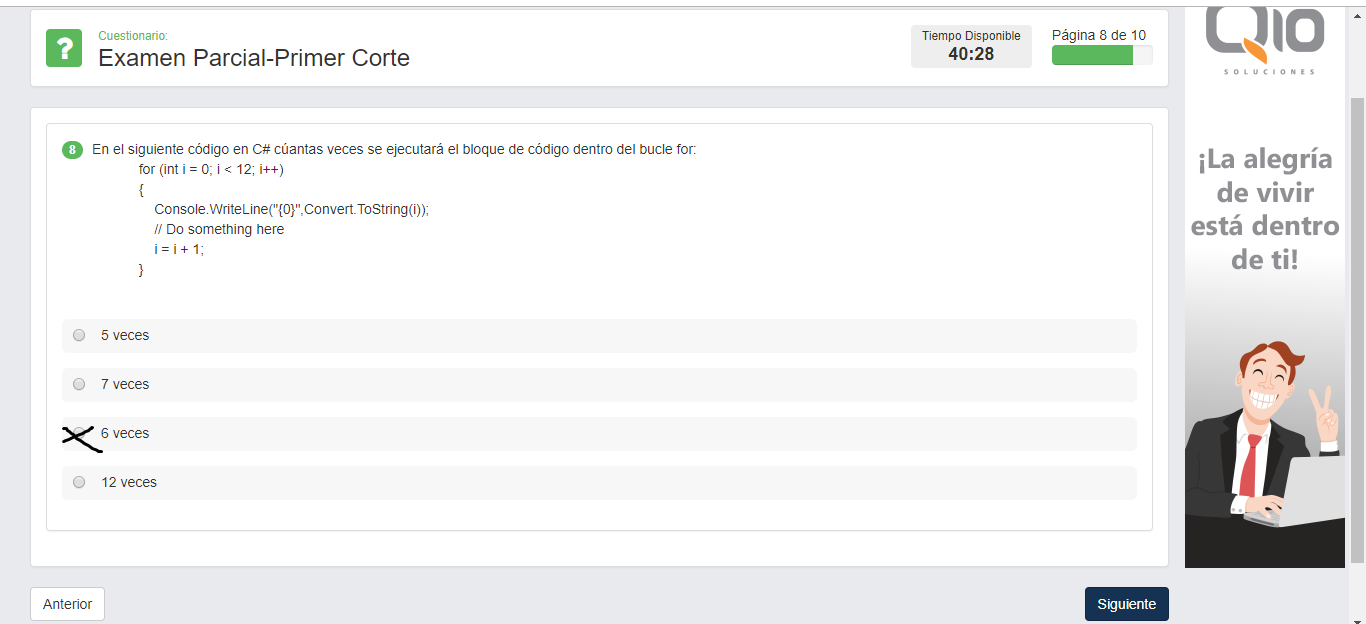 ?
Cuestionario:
Examen Parcial-Primer Corte
Tiempo Disponible
40:28
Página 8 de 10
8 En el siguiente código en C# cúantas veces se ejecutará el bloque de código dentro del bucle for:
for (int i = 0; i < 12; i++)
{
Console.WriteLine("{0}",Convert.ToString(i));
// Do something here
i = i + 1;
}
5 veces
7 veces
6 veces
12 veces
Anterior
Siguiente
QIO
SOLUCIONES
¡La alegría
de vivir
está dentro
de ti!